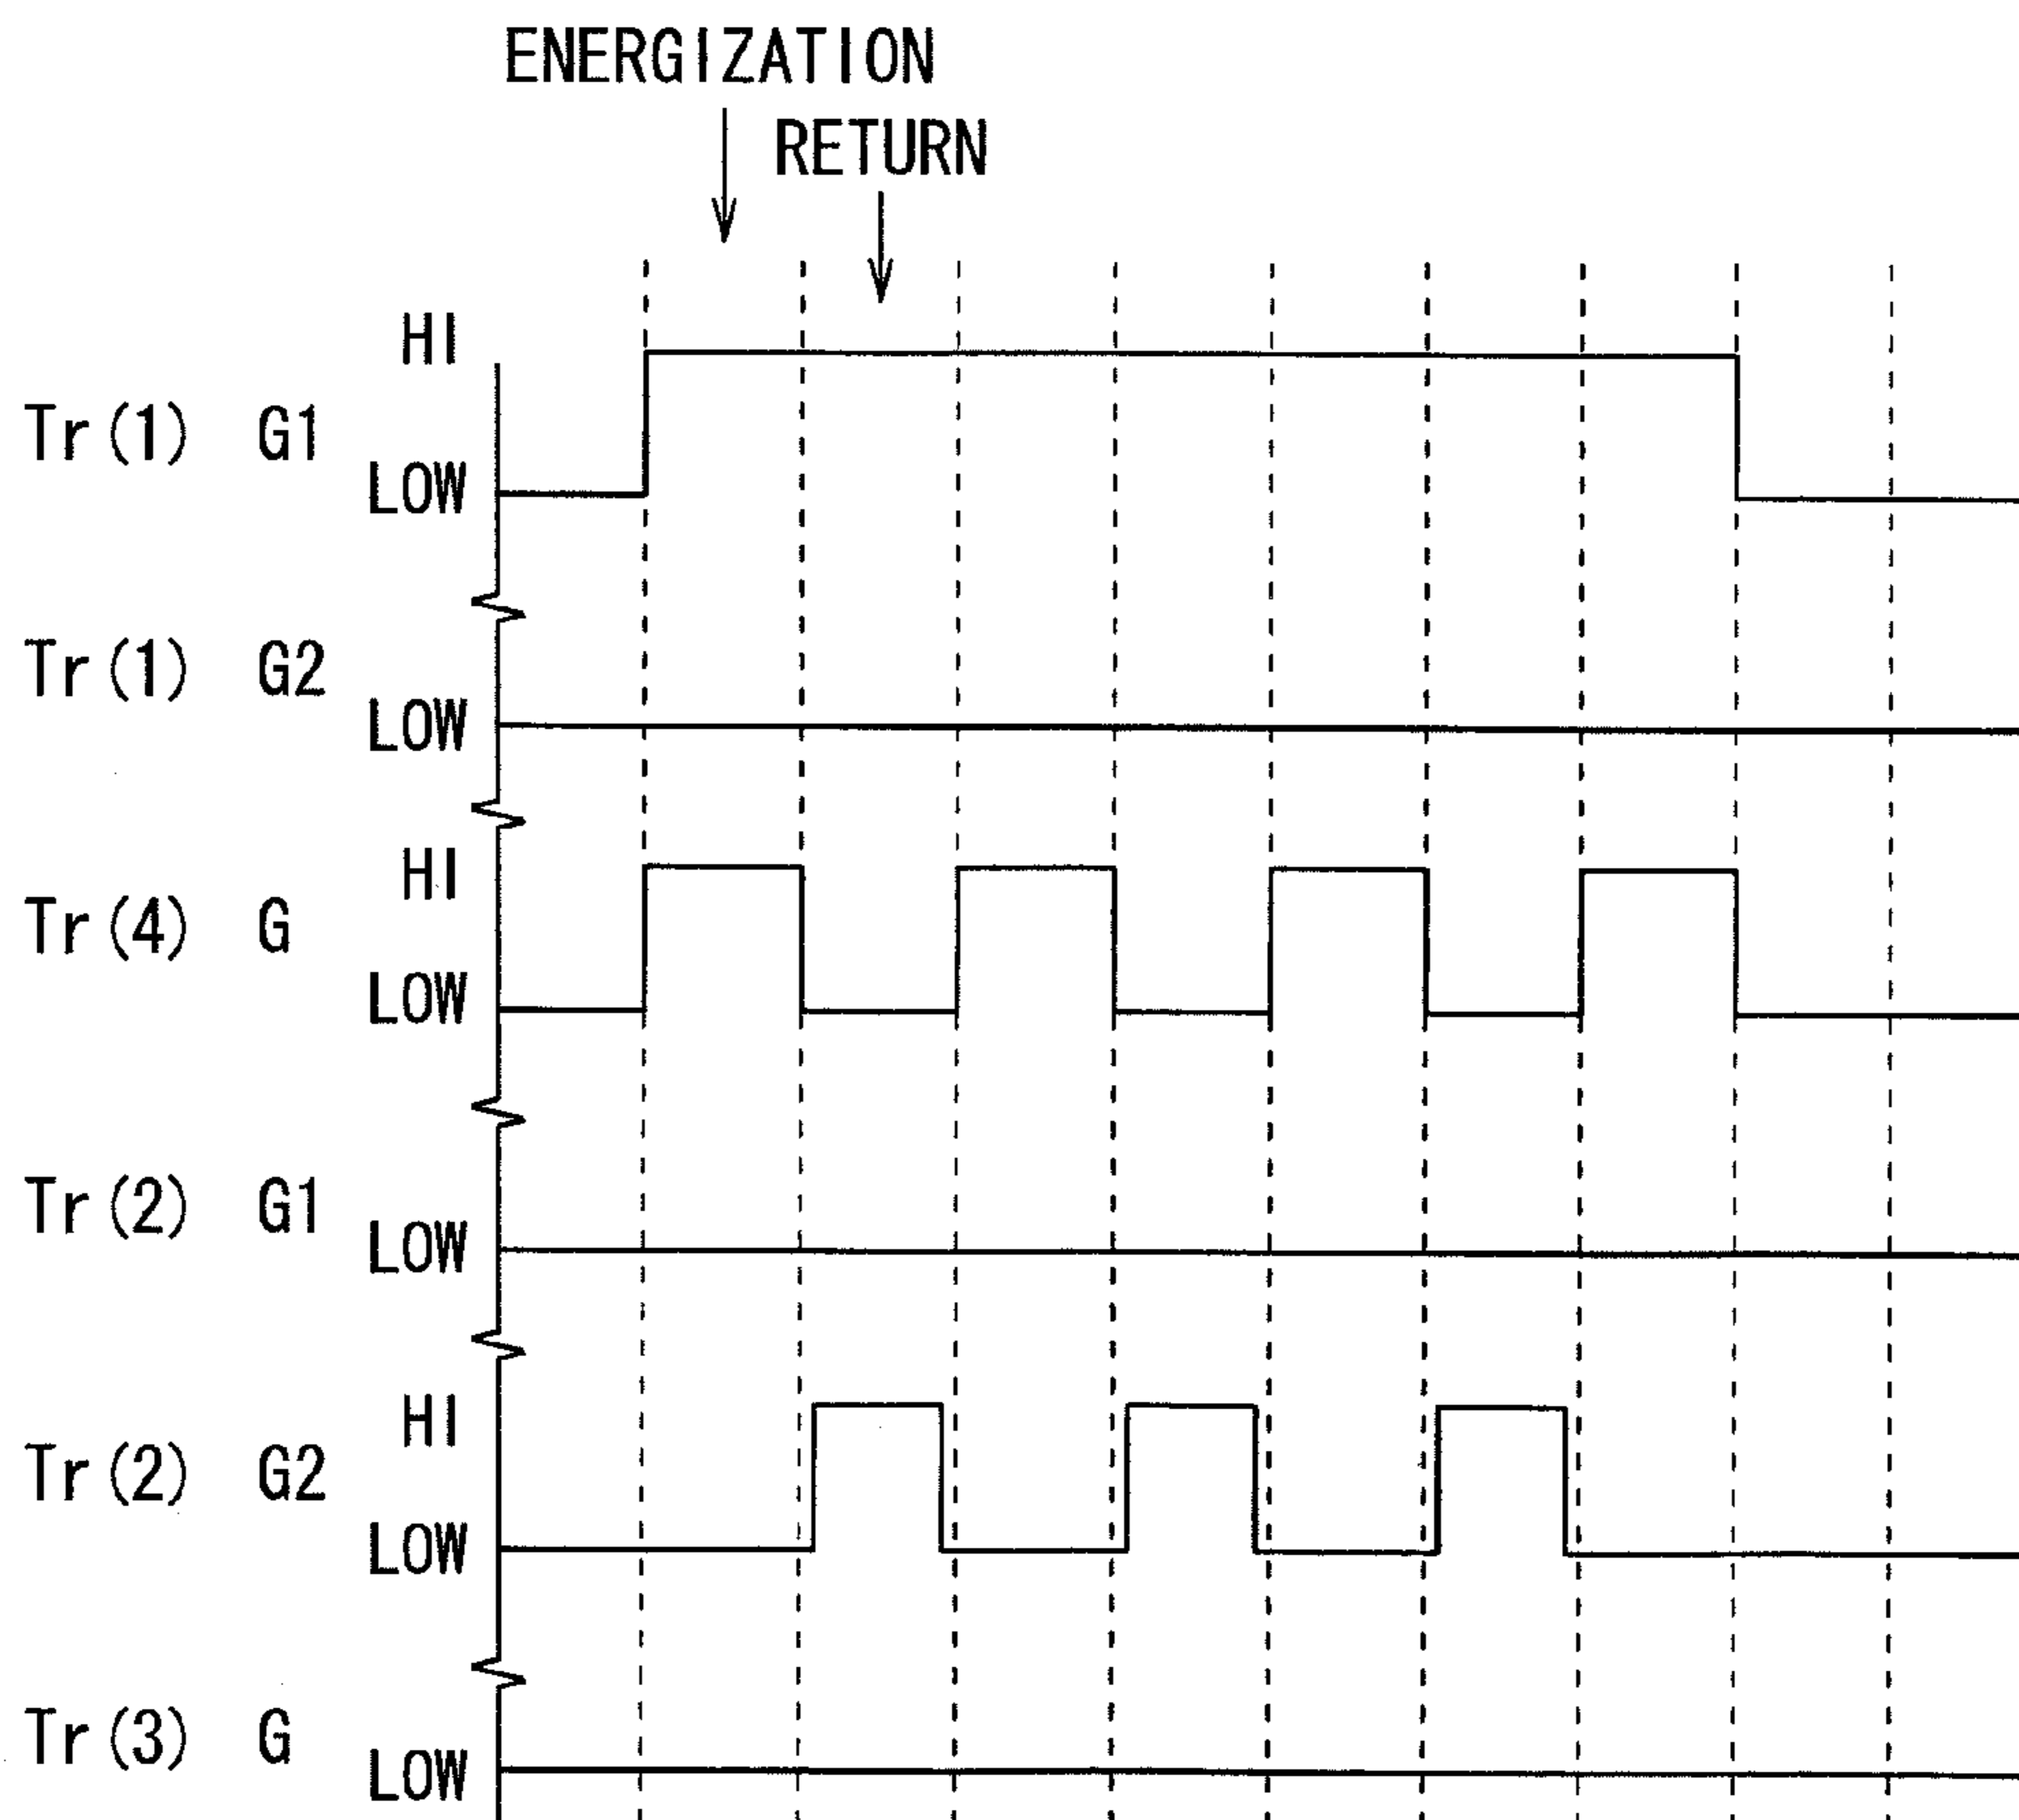 ENERGIZATION
RETURN
HI
Tr(1) G1
LOW
Tr(1) G2
LOW
HI
Tr(4) G
LOW
Tr(2) G1
LOW
HI
Tr(2) G2
LOW
Tr(3) G
LOW